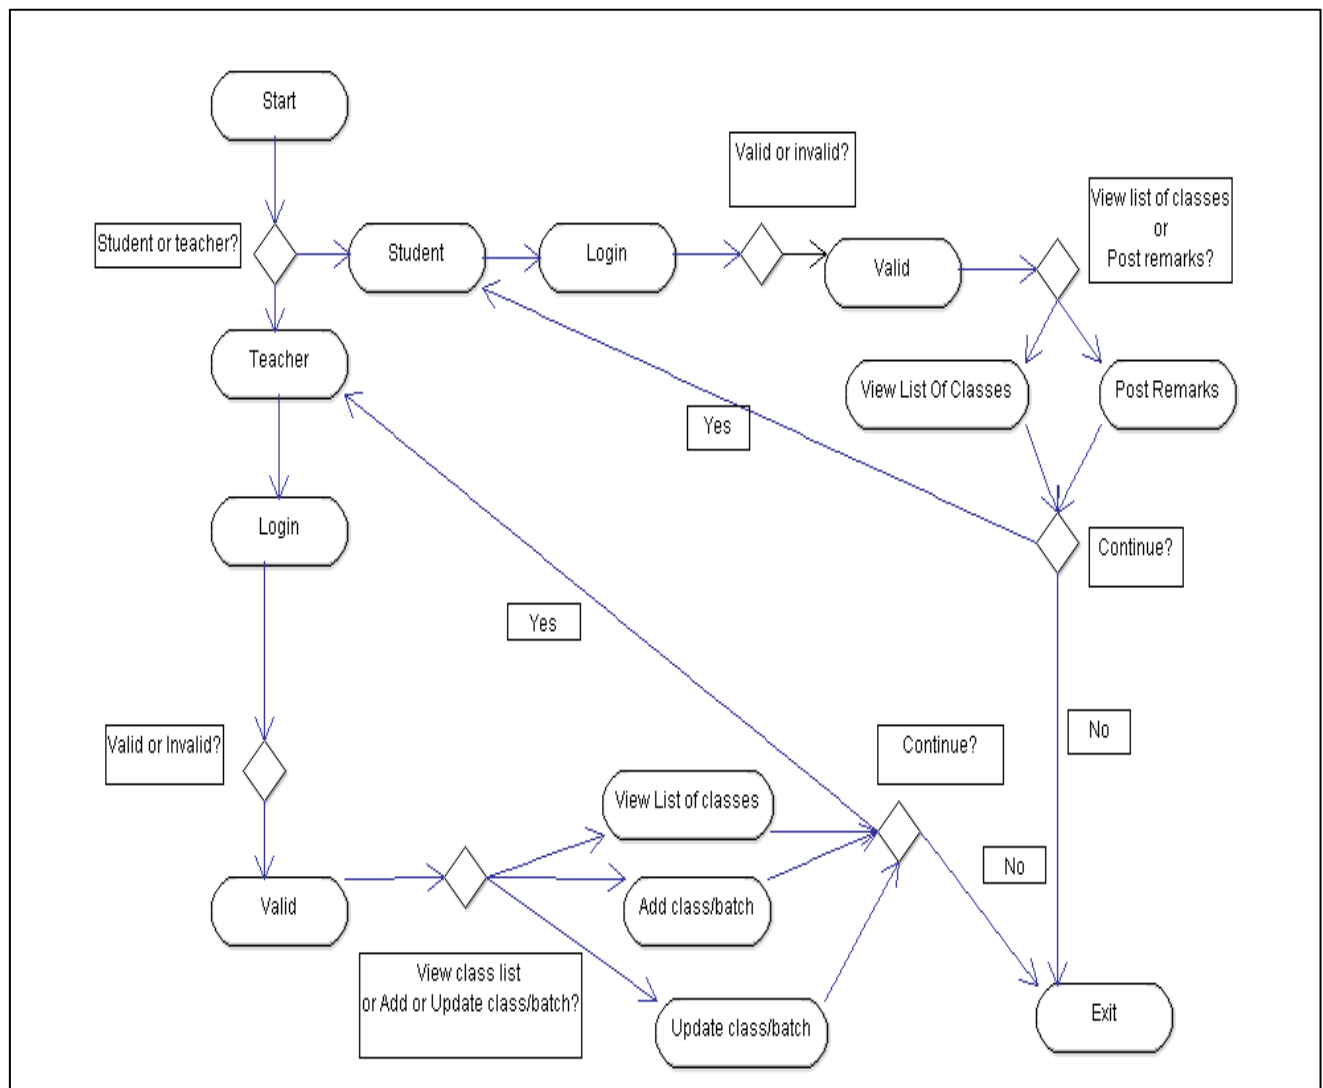 Start
Valid or invalid?
View list of classes
or
Post remarks?
Student or teacher?
Student
Login
Valid
Teacher
View List Of Classes
Post Remarks
Yes
Login
Continue?
Yes
No
Valid or Invalid?
Continue?
View List of classes
No
Valid
Add class/batch
View class list
or Add or Update class/batch?
Update class/batch
Exit